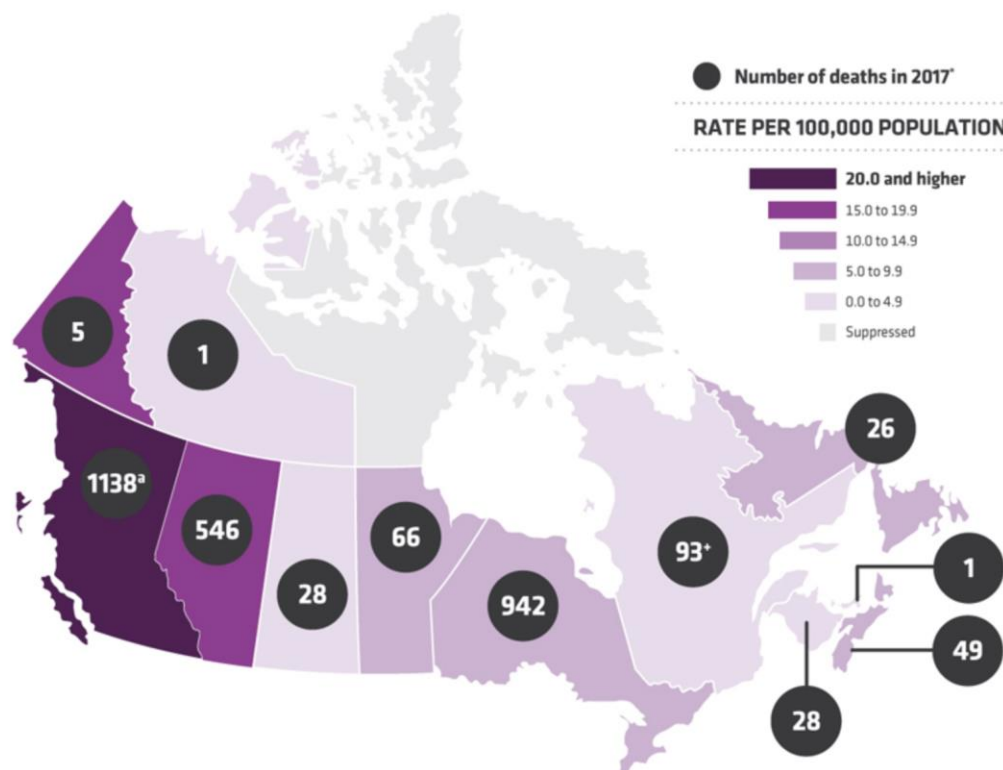 Number of deaths in 2017*
RATE PER 100,000 POPULATION
20.0 and higher
15.0 to 19.9
10.0 to 14.9
5.0 to 9.9
0.0 to 4.9
Suppressed
5
1
26
1138ª
546
66
93⁺
28
942
1
49
28